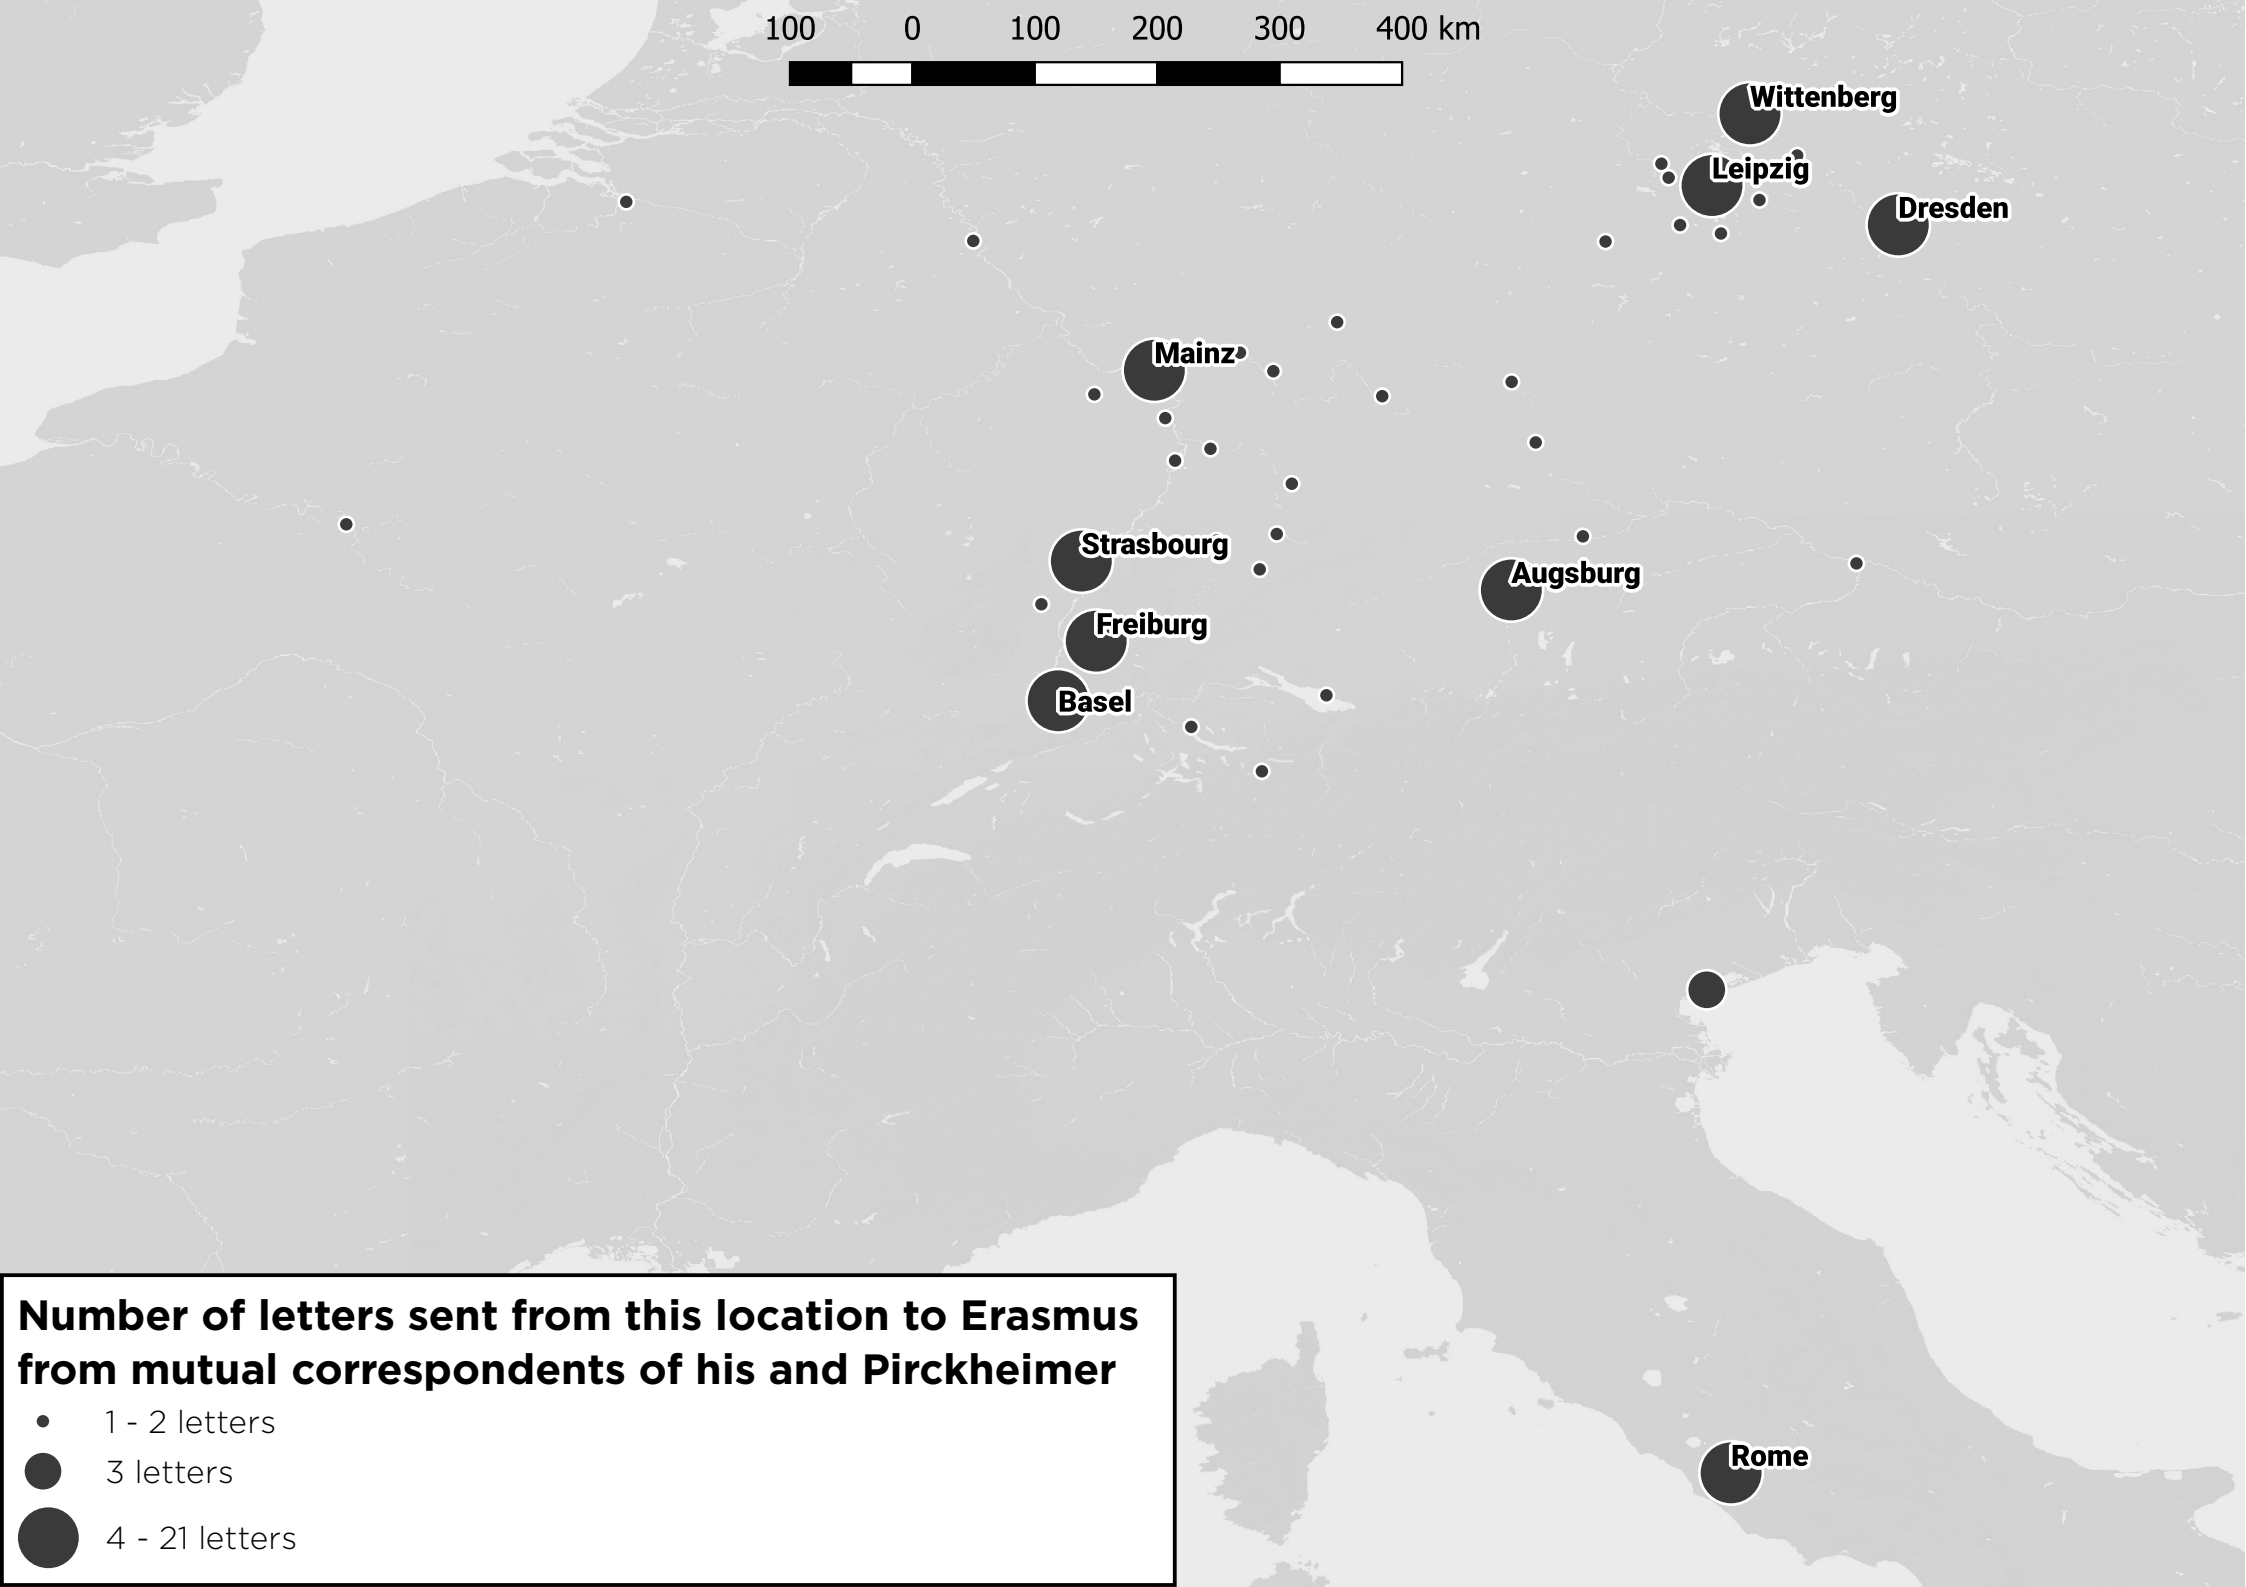 100 0 100 200 300 400 km
Wittenberg
Leipzig
Dresden
Mainz
Strasbourg
Augsburg
Freiburg
Basel
Rome
Number of letters sent from this location to Erasmus
from mutual correspondents of his and Pirckheimer
1 - 2 letters
3 letters
4 - 21 letters